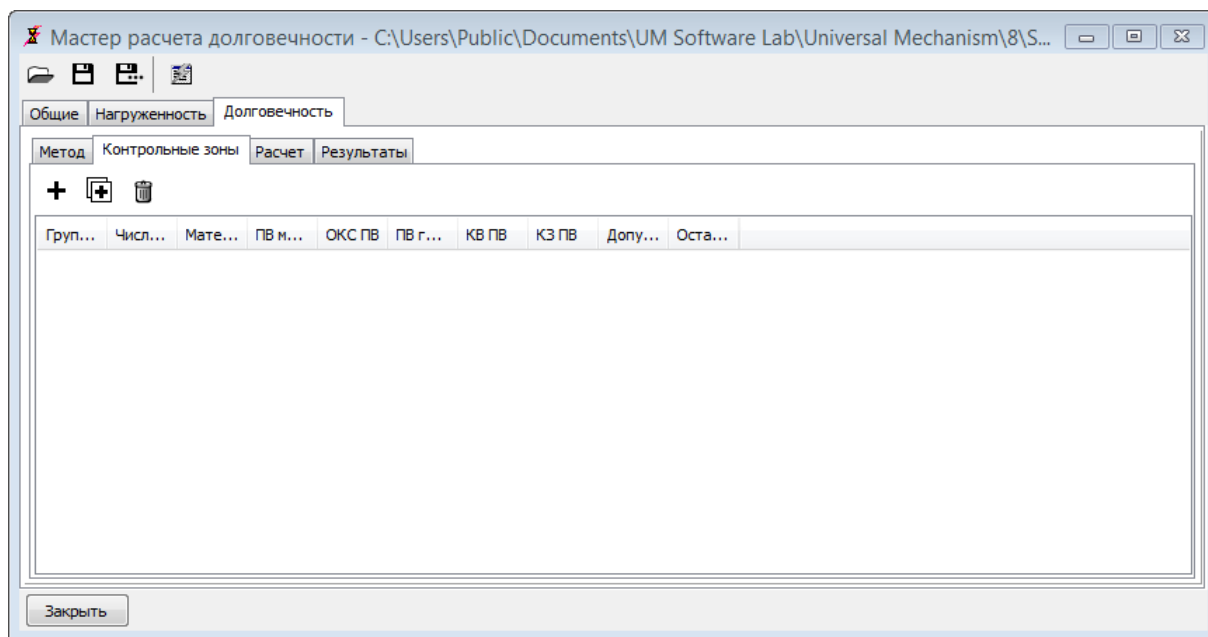 Мастер расчета долговечности - C:\Users\Public\Documents\UM Software Lab\Universal Mechanism\8\S...
Общие Нагруженность Долговечность
Метод Контрольные зоны Расчет Результаты
Груп... Числ... Мате... ПВ м... ОКС ПВ ПВ г... КВ ПВ КЗ ПВ Допу... Оста...
Закрыть